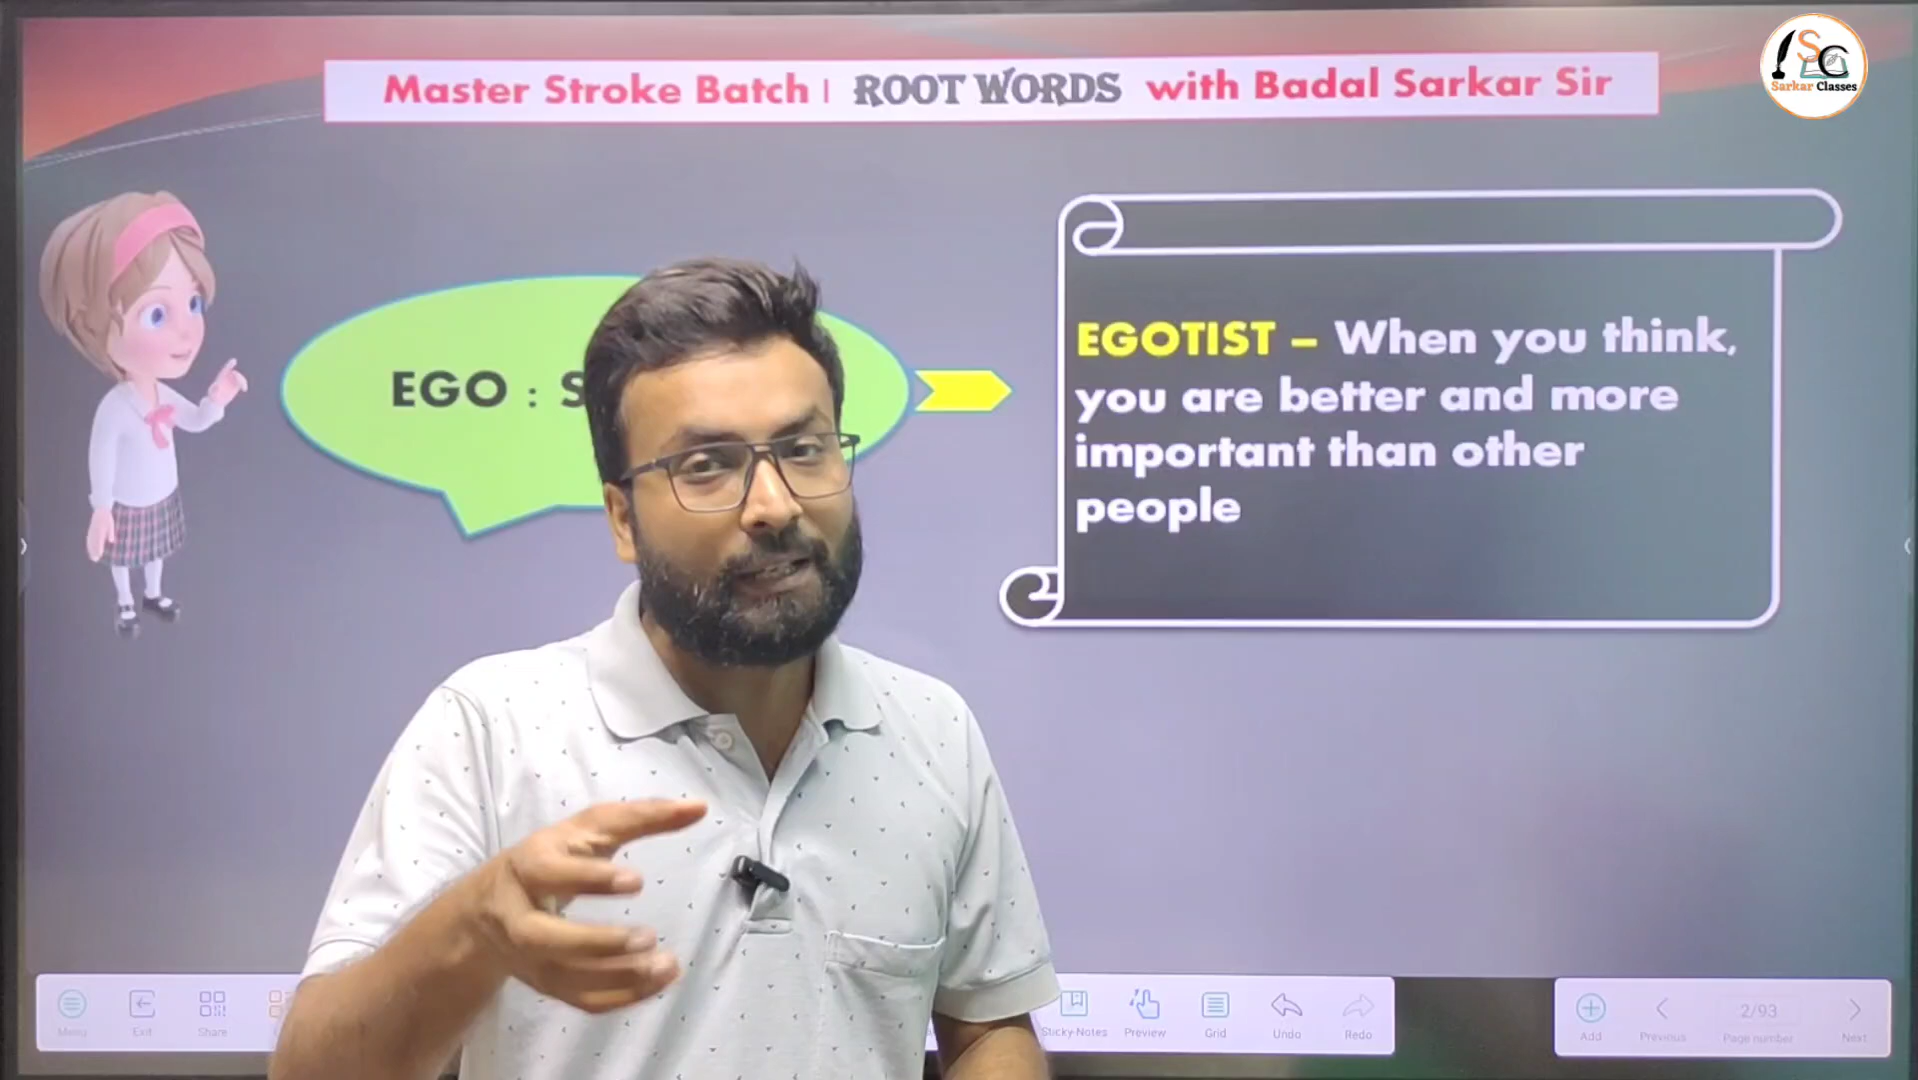 Master Stroke Batch | ROOT WORDS with Badal Sarkar Sir
SC
Sarkar Classes
EGO : S
EGOTIST – When you think,
you are better and more
important than other
people
Menu
Exit
Share
Sticky-Notes
Preview
Grid
Undo
Redo
Add
Previous
2/93
Page number
Next